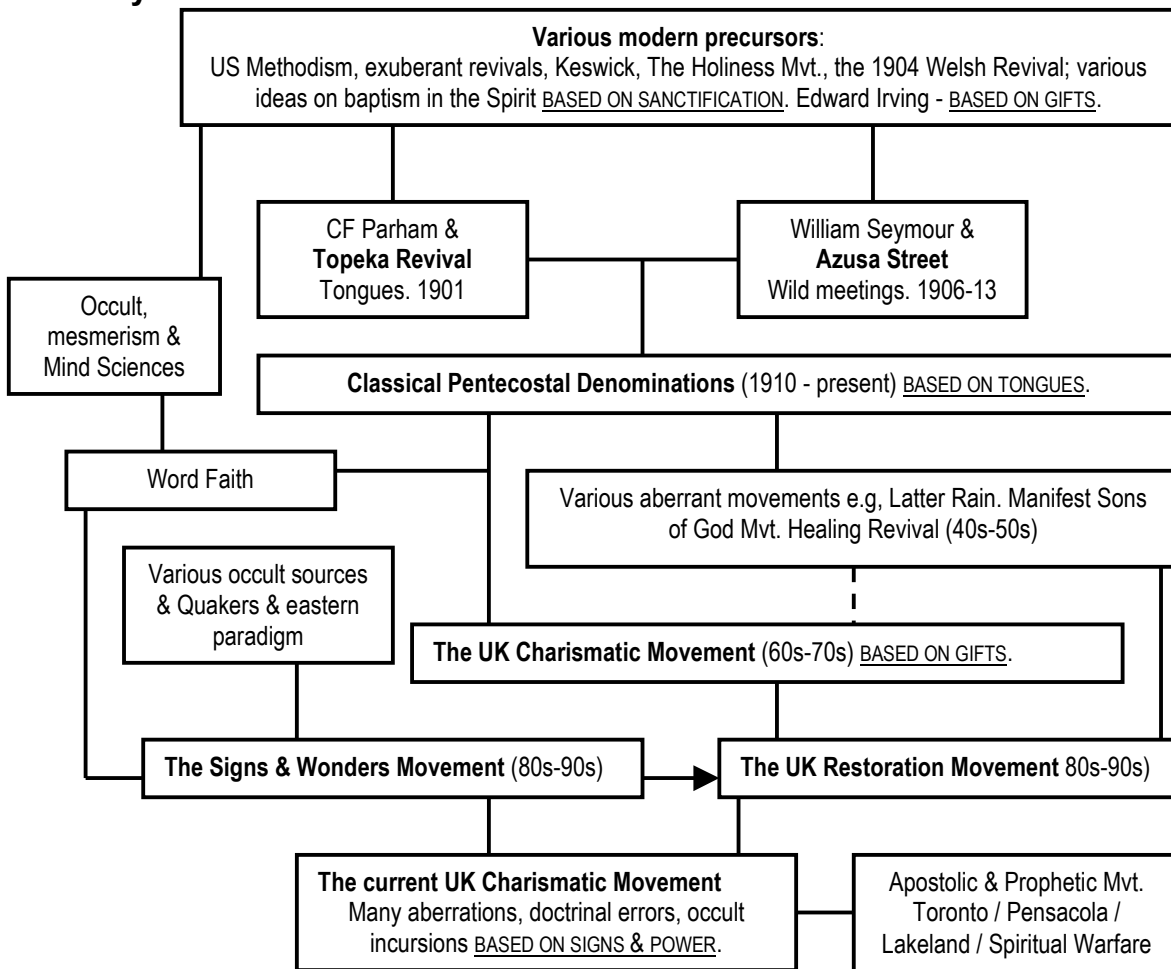 Various modern precursors:
US Methodism, exuberant revivals, Keswick, The Holiness Mvt., the 1904 Welsh Revival; various
ideas on baptism in the Spirit BASED ON SANCTIFICATION. Edward Irving - BASED ON GIFTS.
CF Parham &
Topeka Revival
Tongues. 1901
William Seymour &
Azusa Street
Wild meetings. 1906-13
Occult,
mesmerism &
Mind Sciences
Classical Pentecostal Denominations (1910 - present) BASED ON TONGUES.
Word Faith
Various aberrant movements e.g, Latter Rain. Manifest Sons
of God Mvt. Healing Revival (40s-50s)
Various occult sources
& Quakers & eastern
paradigm
The UK Charismatic Movement (60s-70s) BASED ON GIFTS.
The Signs & Wonders Movement (80s-90s)
The UK Restoration Movement 80s-90s)
The current UK Charismatic Movement
Many aberrations, doctrinal errors, occult
incursions BASED ON SIGNS & POWER.
Apostolic & Prophetic Mvt.
Toronto / Pensacola /
Lakeland / Spiritual Warfare